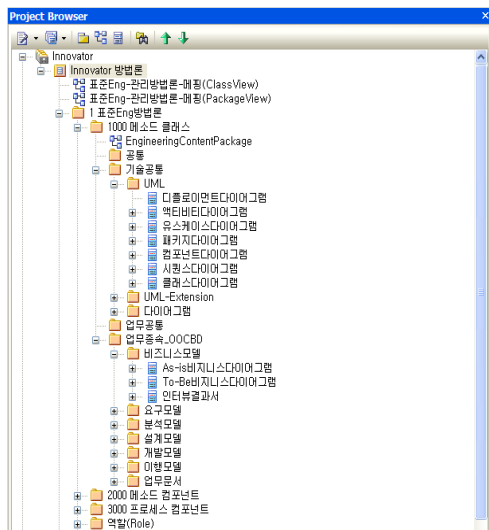 Project Browser
Innovator
Innovator 방법론
표준Eng-관리방법론-메핑(ClassView)
표준Eng-관리방법론-메핑(PackageView)
1 표준Eng방법론
1000 메소드 클래스
EngineeringContentPackage
공통
기술공통
UML
디플로이먼트다이어그램
액티비티다이어그램
유스케이스다이어그램
패키지다이어그램
컴포넌트다이어그램
시퀀스다이어그램
클래스다이어그램
UML-Extension
다이어그램
업무공통
업무종속_OOCBD
비즈니스모델
As-is비지니스다이어그램
To-Be비지니스다이어그램
인터뷰결과서
요구모델
분석모델
설계모델
개발모델
이행모델
업무문서
2000 메소드 컴포넌트
3000 프로세스 컴포넌트
역할(Role)